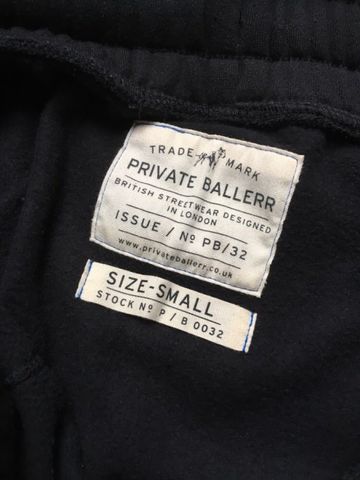 TRADE MARK
PRIVATE BALLERR
BRITISH STREETWEAR DESIGNED
IN LONDON
ISSUE / Nº PB/32
www.privateballerr.co.uk
SIZE-SMALL
STOCK Nº P / B 0032